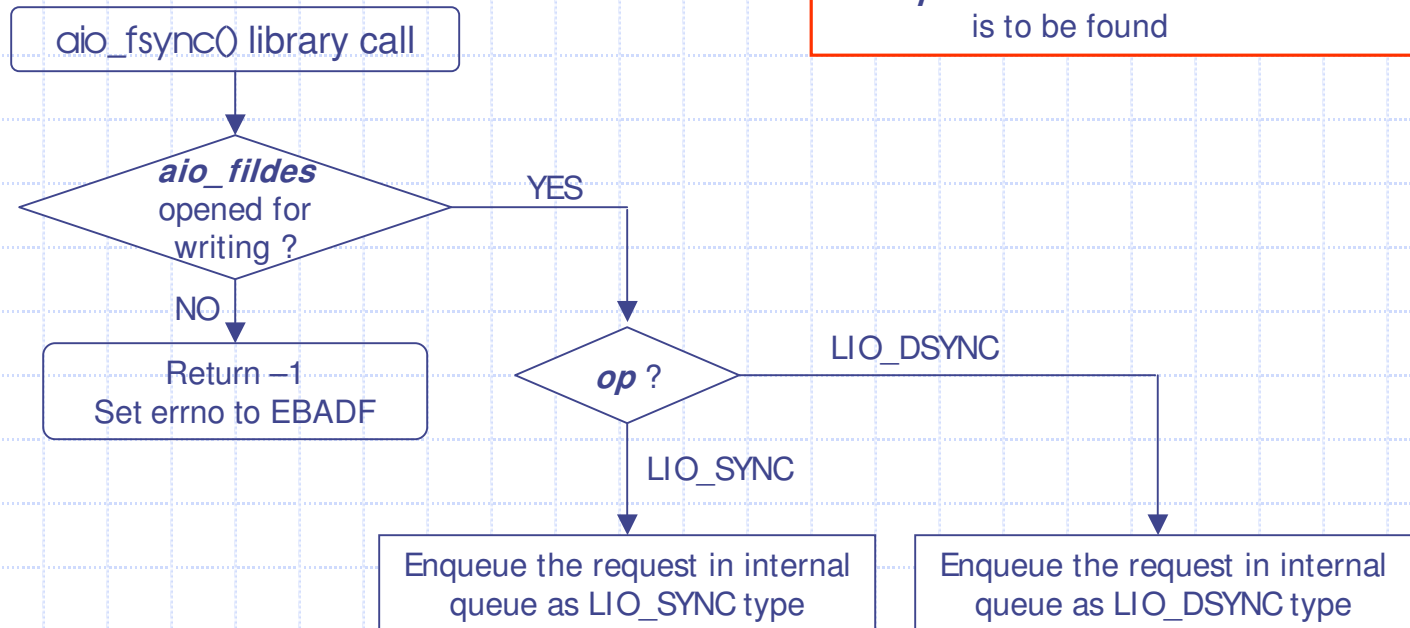 is to be found
aio_fsync() library call
aio_fildes
opened for
writing ?
YES
NO
Return –1
Set errno to EBADF
op ?
LIO_DSYNC
LIO_SYNC
Enqueue the request in internal
queue as LIO_SYNC type
Enqueue the request in internal
queue as LIO_DSYNC type